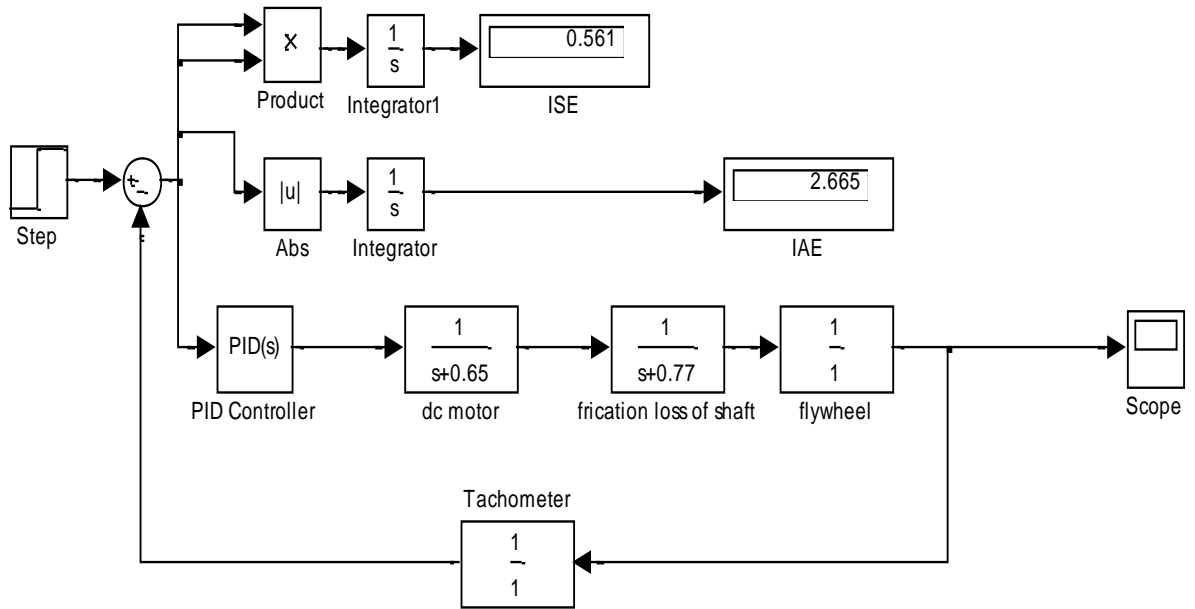 X
Product
1
s
Integrator1
0.561
ISE
Step
+
-
|u|
Abs
1
s
Integrator
2.665
IAE
PID(s)
PID Controller
1
s+0.65
dc motor
1
s+0.77
frication loss of shaft
1
1
flywheel
Scope
Tachometer
1
1